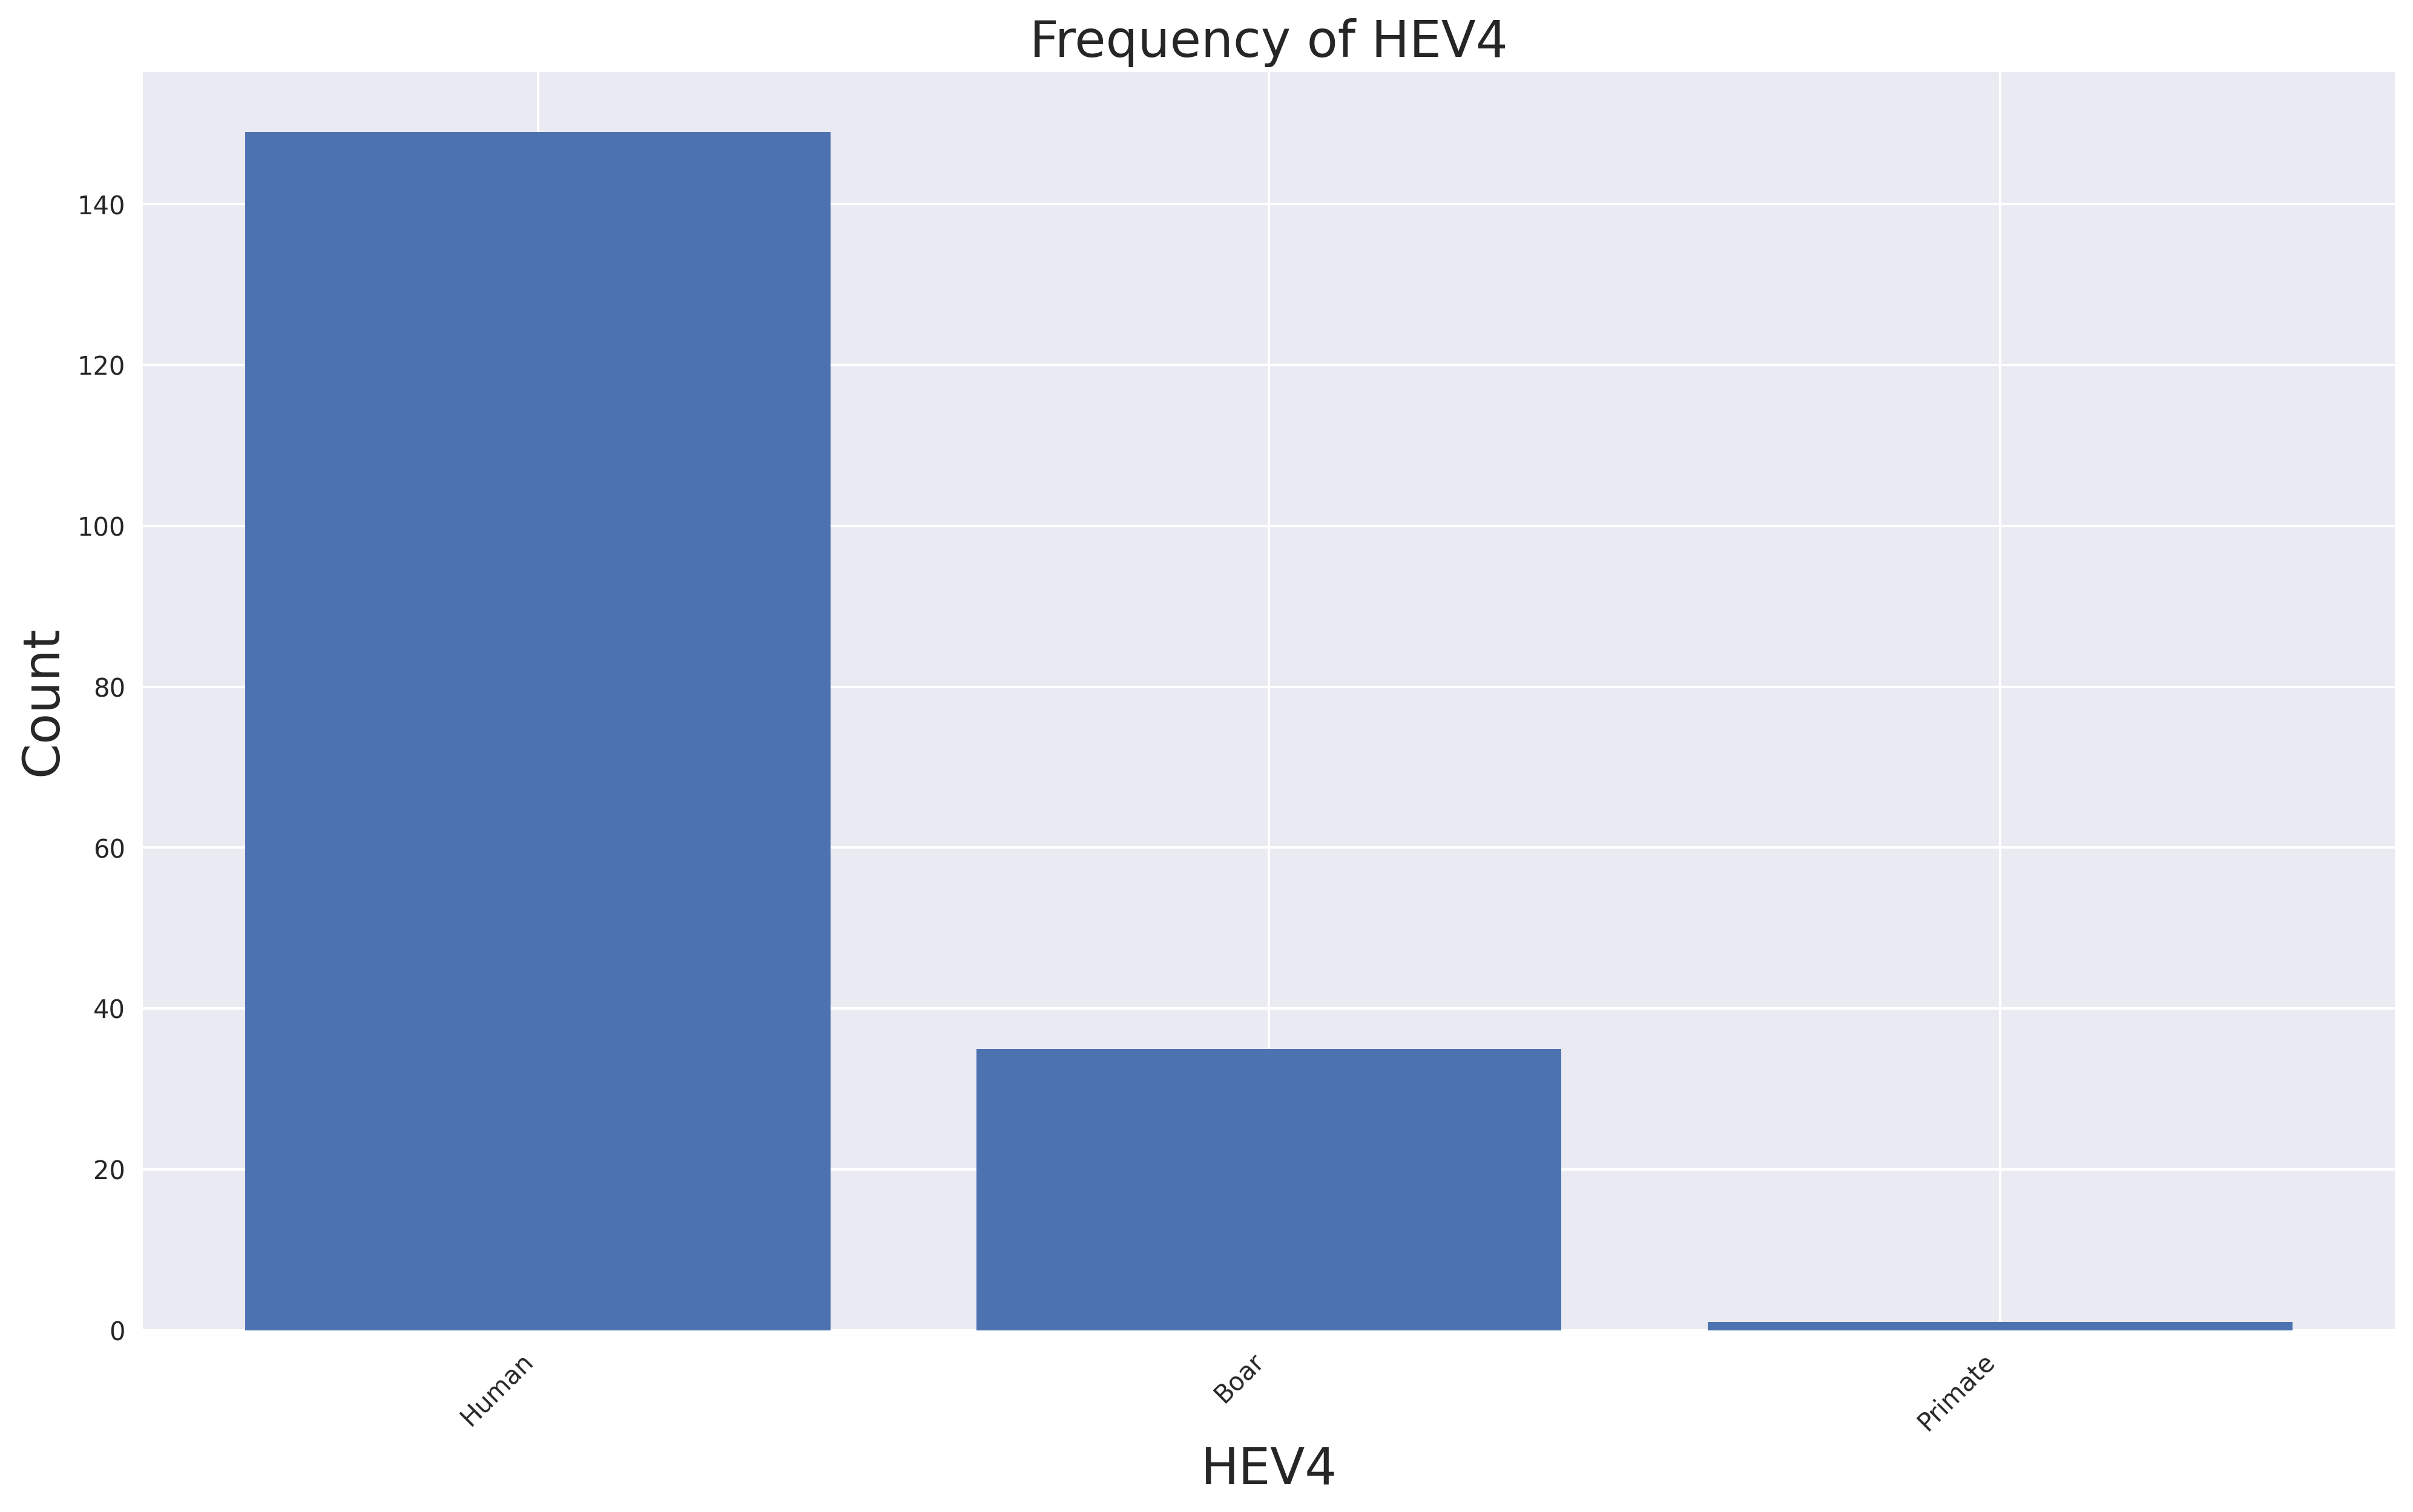 Frequency of HEV4
140
120
100
80
60
40
20
0
Count
Human
Boar
Primate
HEV4